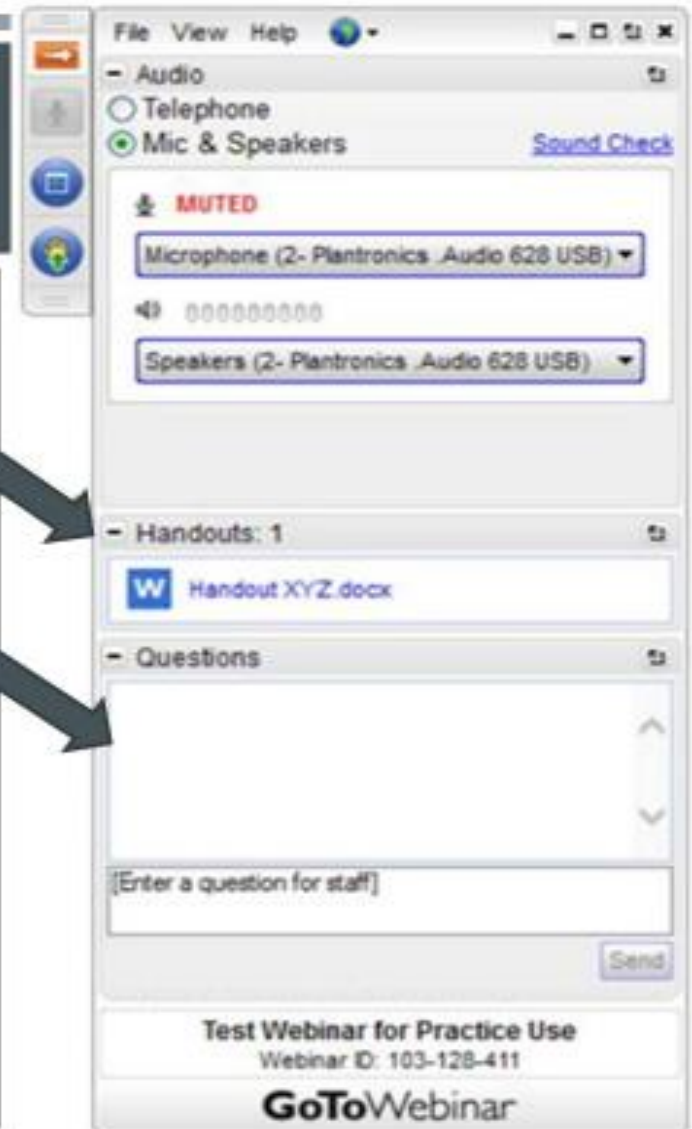 File View Help
- Audio
Telephone
Mic & Speakers Sound Check
MUTED
Microphone (2- Plantronics .Audio 628 USB)
Speakers (2- Plantronics .Audio 628 USB)
- Handouts: 1
W Handout XYZ.docx
- Questions
[Enter a question for staff]
Send
Test Webinar for Practice Use
Webinar ID: 103-128-411
GoToWebinar